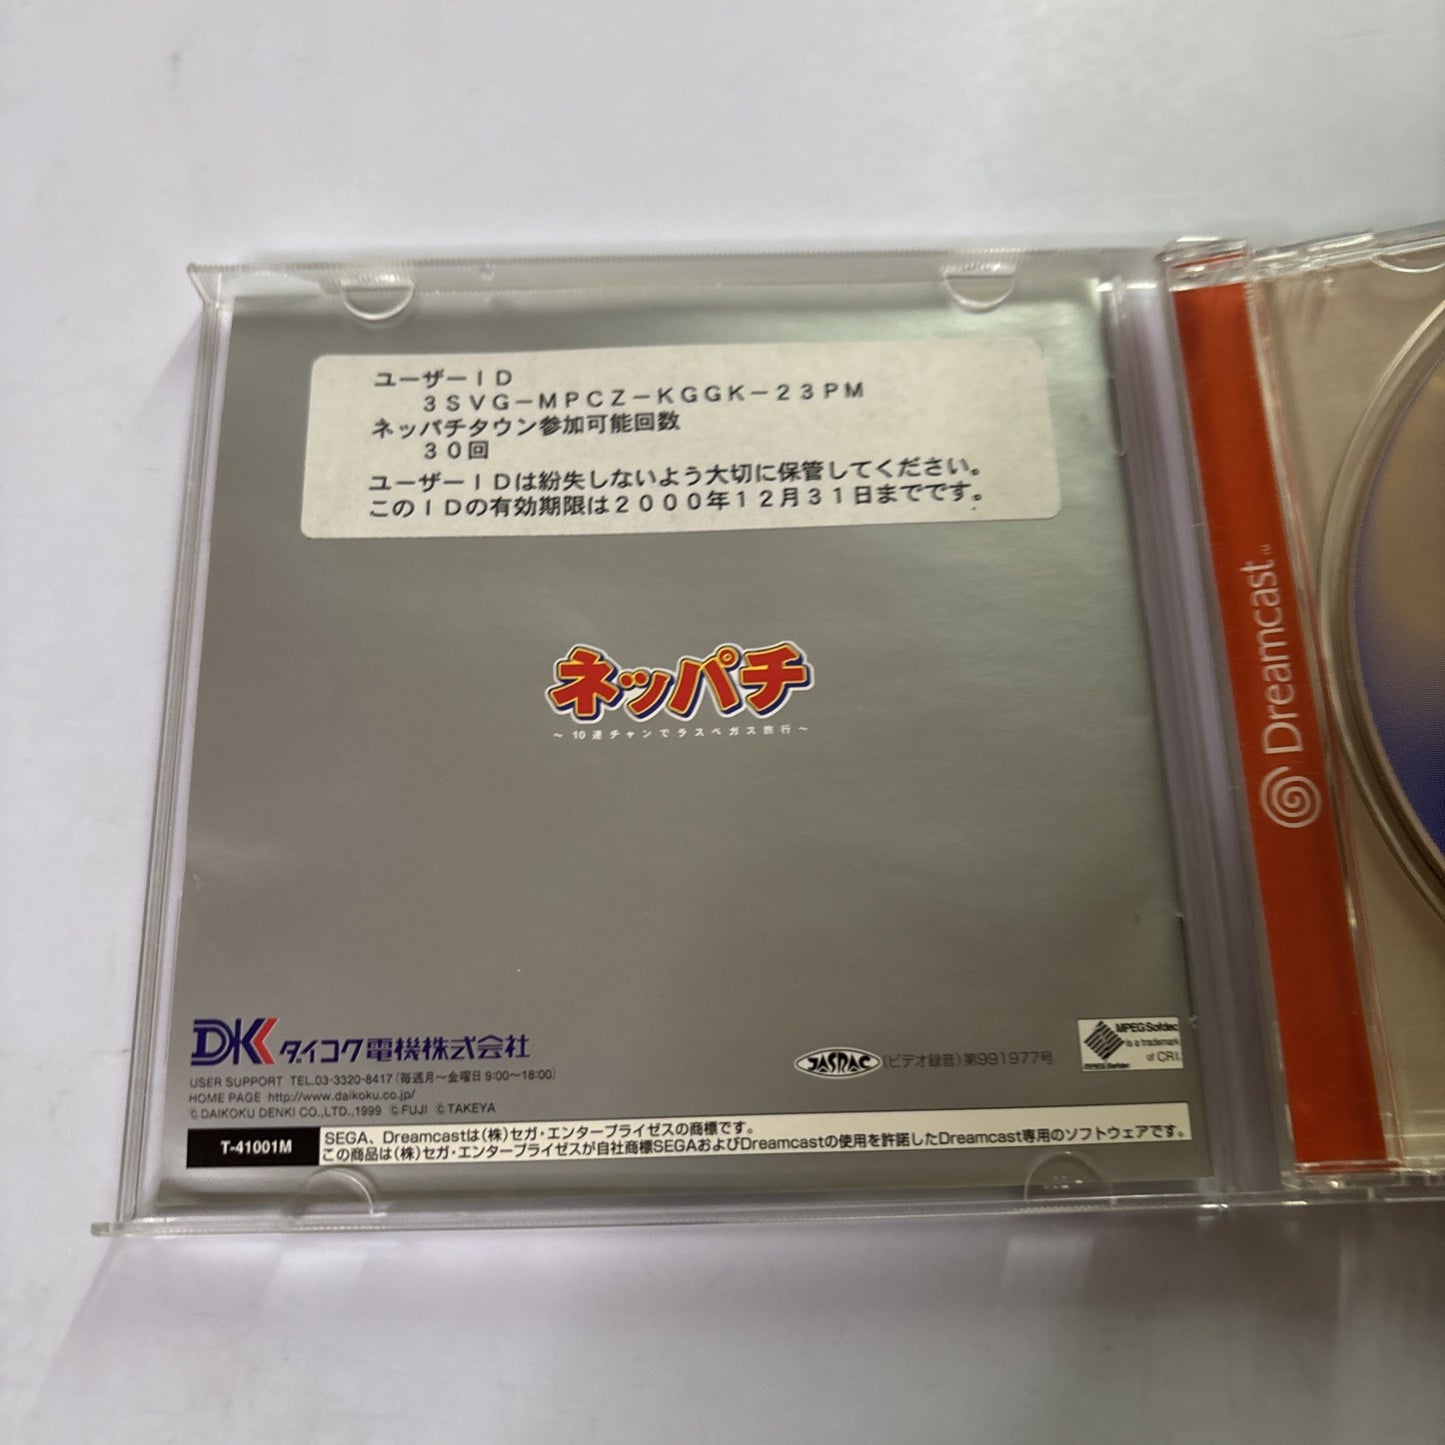 ユーザーＩＤ
３ＳＶＧ－ＭＰＣＺ－ＫＧＧＫ－２３ＰＭ
ネッパチタウン参加可能回数
３０回
ユーザーＩＤは紛失しないよう大切に保管してください。
このＩＤの有効期限は２０００年１２月３１日までです。
ネッパチ
～10連チャンでラスベガス旅行～
DK ダイコク電機株式会社
USER SUPPORT TEL.03-3320-8417(毎週月～金曜日 9:00～18:00)
HOME PAGE http://www.daikoku.co.jp/
©DAIKOKU DENKI CO.,LTD.,1999 ©FUJI ©TAKEYA
JASRAC (ビデオ録音)第991977号
MPEG Sofdec
is a trademark
of CRI.
MPEG Sofdec
T-41001M
SEGA、Dreamcastは(株)セガ・エンタープライゼスの商標です。
この商品は(株)セガ・エンタープライゼスが自社商標SEGAおよびDreamcastの使用を許諾したDreamcast専用のソフトウェアです。
Dreamcast™